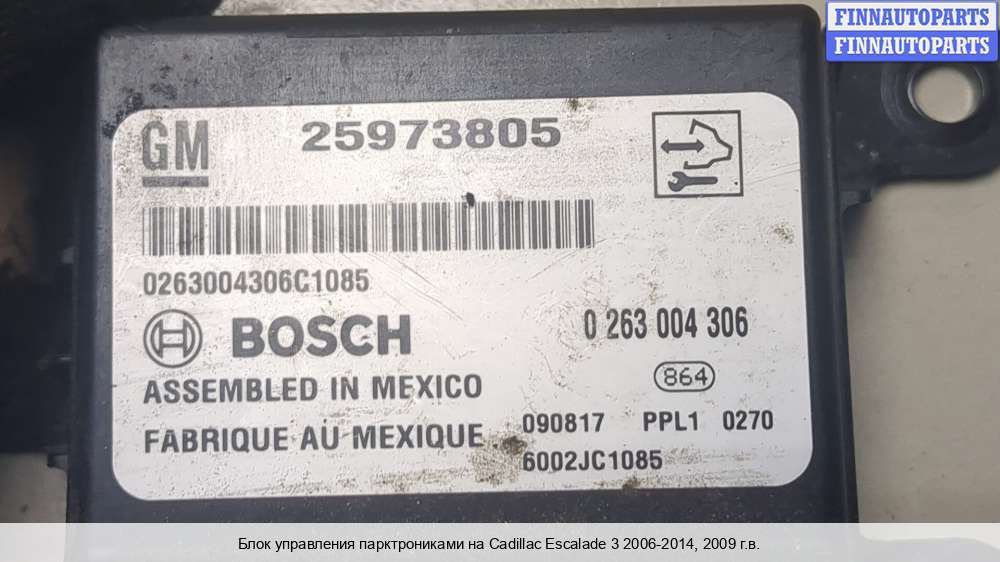 FINNAUTOPARTS
FINNAUTOPARTS
GM 25973805
0263004306C1085
BOSCH 0 263 004 306
ASSEMBLED IN MEXICO 864
FABRIQUE AU MEXIQUE 090817 PPL1 0270
6002JC1085
Блок управления парктрониками на Cadillac Escalade 3 2006-2014, 2009 г.в.